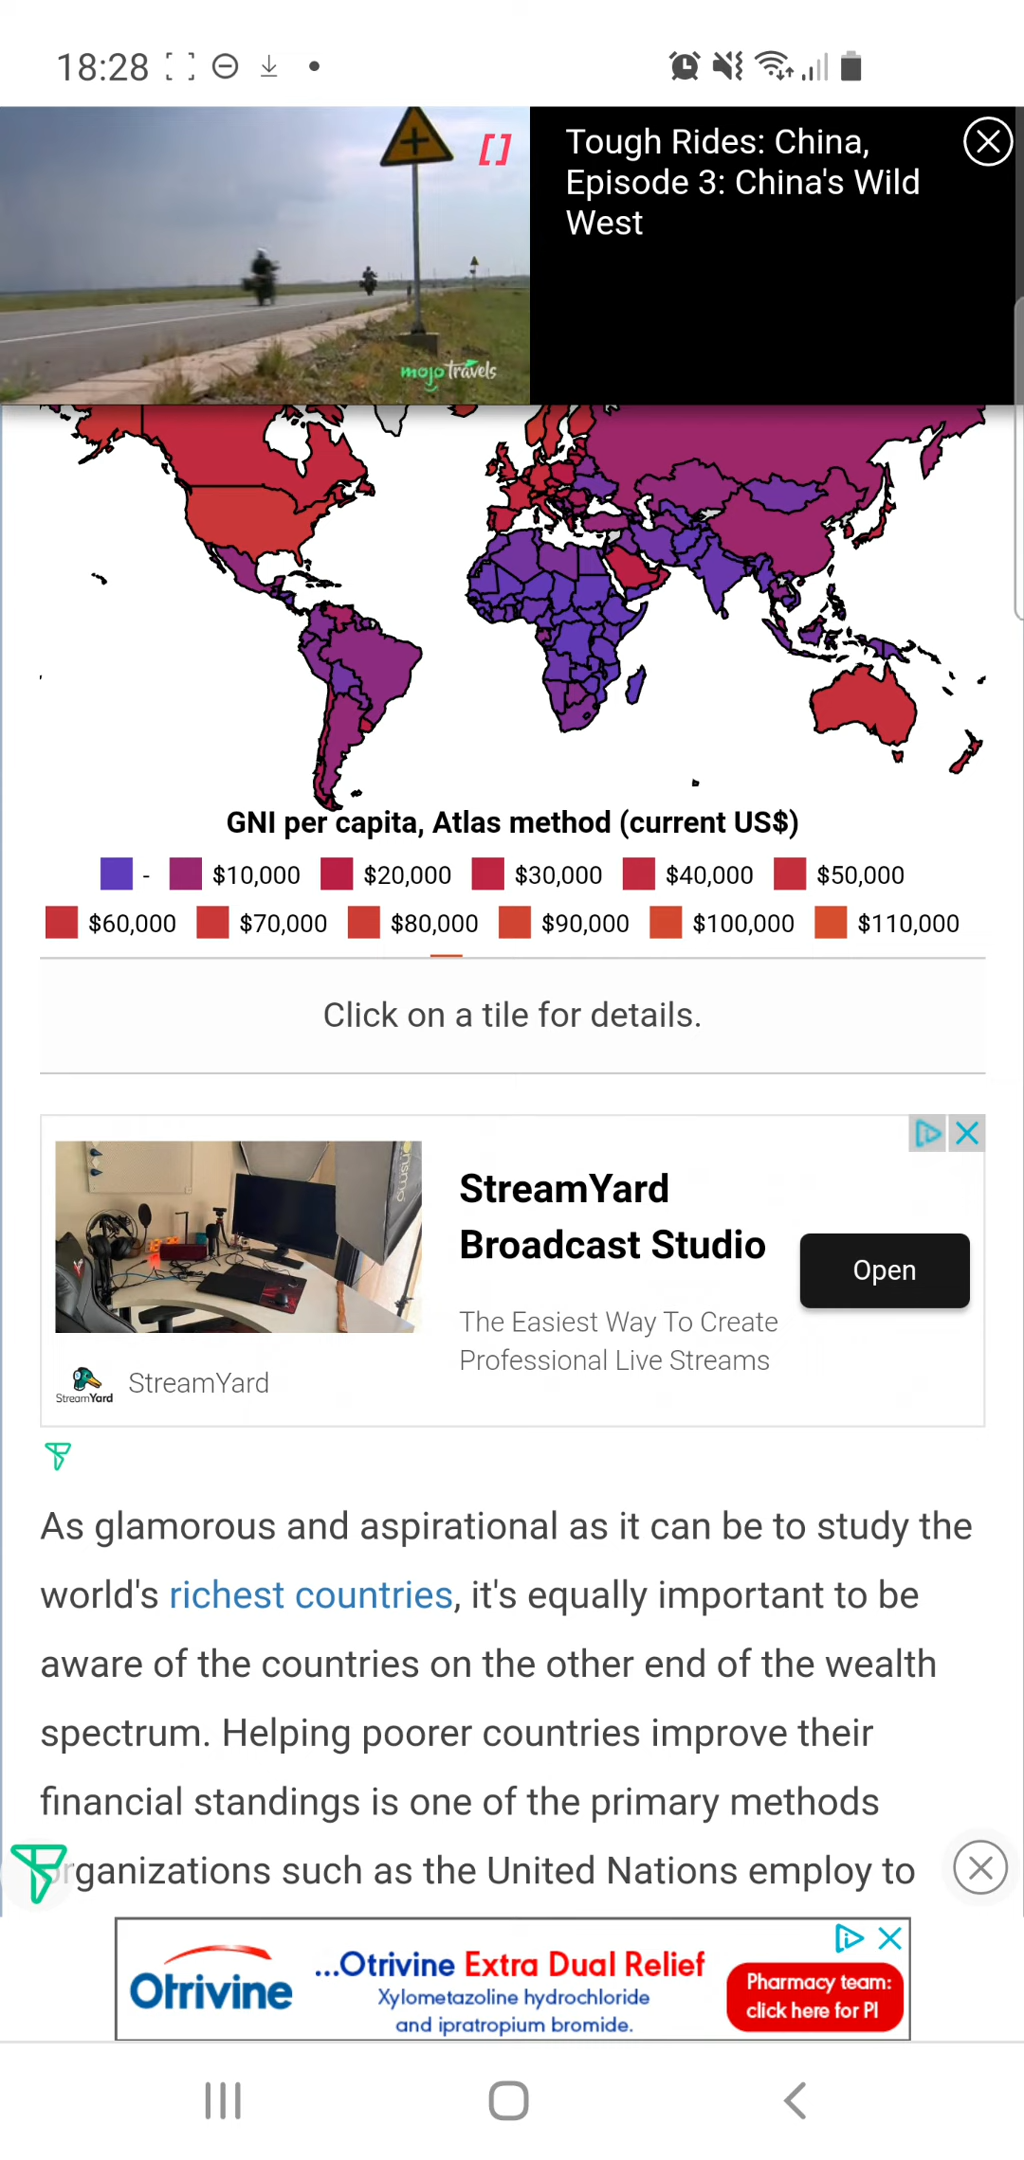 18:28
Tough Rides: China,
Episode 3: China's Wild
West
mojo travels
GNI per capita, Atlas method (current US$)
- $10,000 $20,000 $30,000 $40,000 $50,000
$60,000 $70,000 $80,000 $90,000 $100,000 $110,000
Click on a tile for details.
StreamYard
Broadcast Studio
Open
The Easiest Way To Create
Professional Live Streams
StreamYard
StreamYard
As glamorous and aspirational as it can be to study the
world's richest countries, it's equally important to be
aware of the countries on the other end of the wealth
spectrum. Helping poorer countries improve their
financial standings is one of the primary methods
organizations such as the United Nations employ to
Otrivine
...Otrivine Extra Dual Relief
Xylometazoline hydrochloride
and ipratropium bromide.
Pharmacy team:
click here for PI